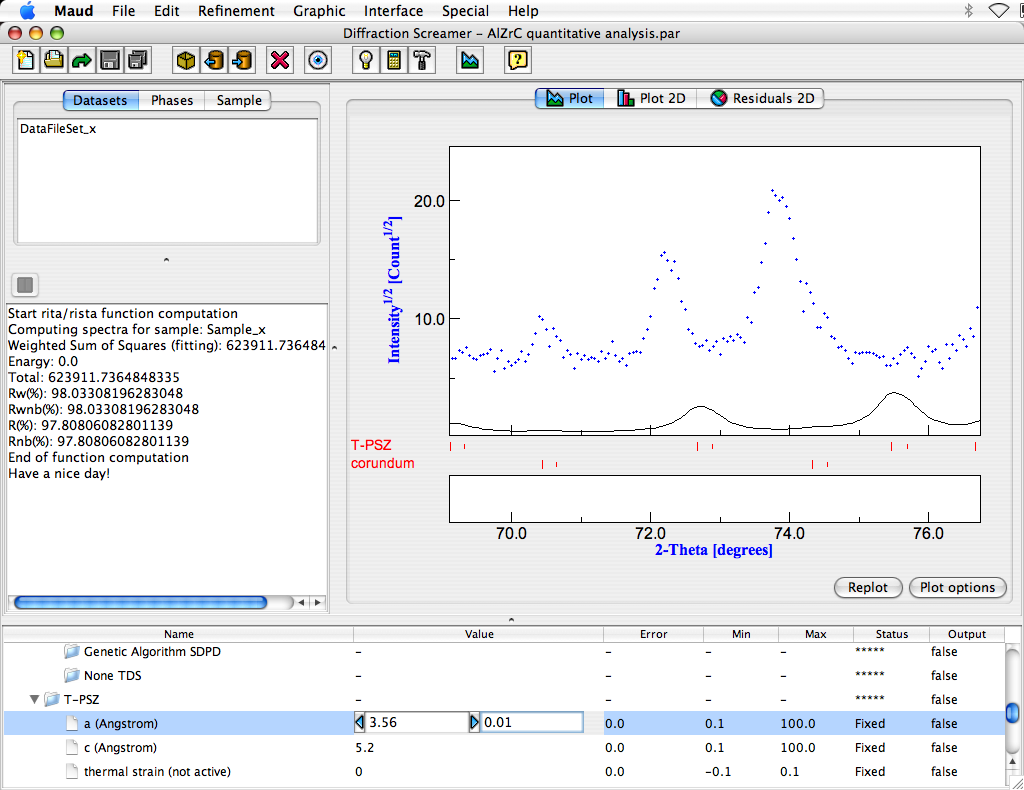 Maud File Edit Refinement Graphic Interface Special Help
Diffraction Screamer – AlZrC quantitative analysis.par
Datasets Phases Sample
DataFileSet_x
Start rita/rista function computation
Computing spectra for sample: Sample_x
Weighted Sum of Squares (fitting): 623911.736484
Enargy: 0.0
Total: 623911.7364848335
Rw(%): 98.03308196283048
Rwnb(%): 98.03308196283048
R(%): 97.80806082801139
Rnb(%): 97.80806082801139
End of function computation
Have a nice day!
Plot Plot 2D Residuals 2D
Intensity1/2 [Count1/2]
20.0
10.0
T-PSZ
corundum
70.0 72.0 74.0 76.0
2-Theta [degrees]
Replot Plot options
Name Value Error Min Max Status Output
Genetic Algorithm SDPD – – – – ***** false
None TDS – – – – ***** false
T-PSZ – – – – ***** false
a (Angstrom) 3.56 0.01 0.0 0.1 100.0 Fixed false
c (Angstrom) 5.2 0.0 0.1 100.0 Fixed false
thermal strain (not active) 0 0.0 –0.1 0.1 Fixed false